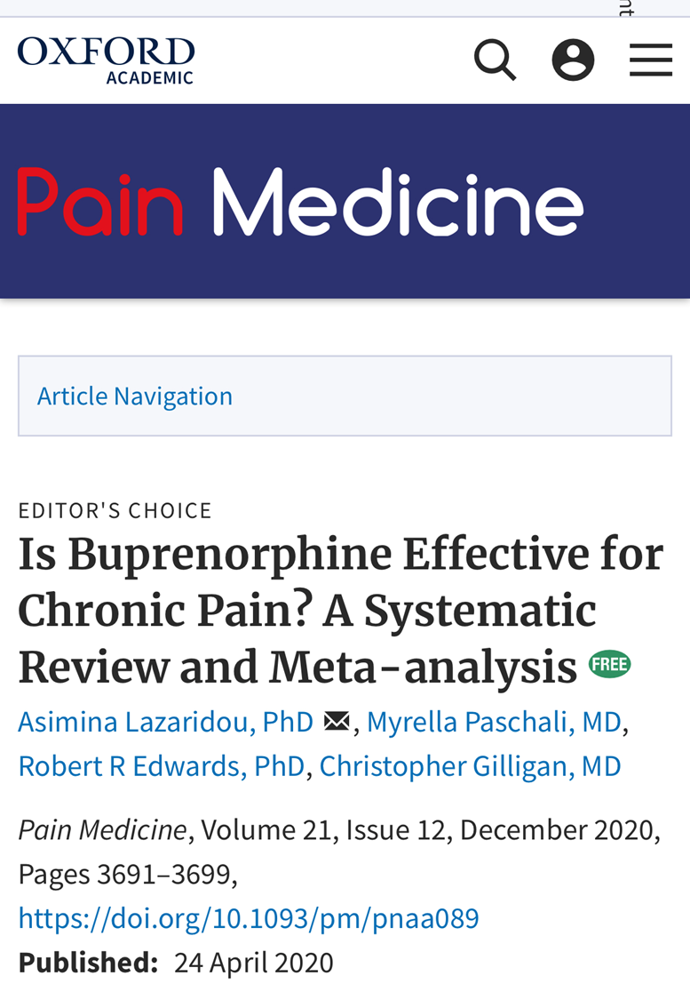 nt
OXFORD
ACADEMIC
Pain Medicine
Article Navigation
EDITOR'S CHOICE
Is Buprenorphine Effective for
Chronic Pain? A Systematic
Review and Meta-analysis FREE
Asimina Lazaridou, PhD, Myrella Paschali, MD,
Robert R Edwards, PhD, Christopher Gilligan, MD
Pain Medicine, Volume 21, Issue 12, December 2020,
Pages 3691–3699,
https://doi.org/10.1093/pm/pnaa089
Published: 24 April 2020